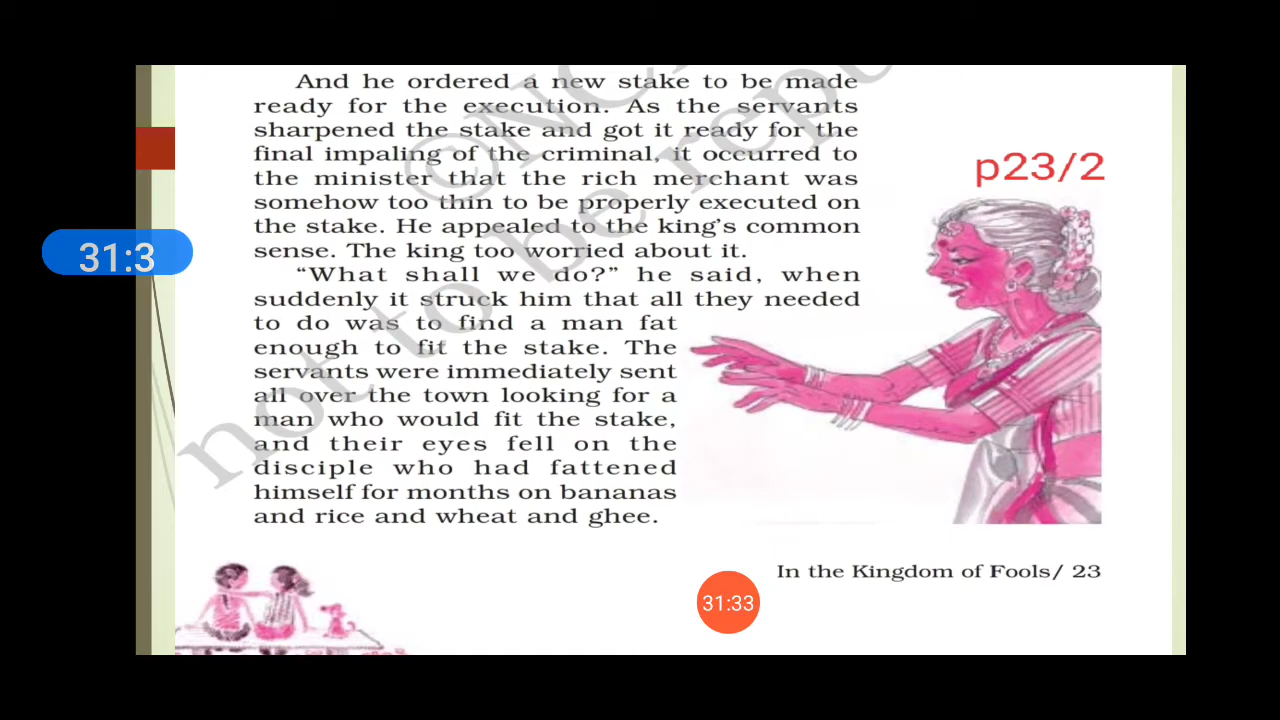 And he ordered a new stake to be made
ready for the execution. As the servants
sharpened the stake and got it ready for the
final impaling of the criminal, it occurred to
the minister that the rich merchant was
somehow too thin to be properly executed on
the stake. He appealed to the king's common
sense. The king too worried about it.
“What shall we do?” he said, when
suddenly it struck him that all they needed
to do was to find a man fat
enough to fit the stake. The
servants were immediately sent
all over the town looking for a
man who would fit the stake,
and their eyes fell on the
disciple who had fattened
himself for months on bananas
and rice and wheat and ghee.
p23/2
31:3
In the Kingdom of Fools/ 23
31:33
©NC
not to be repu